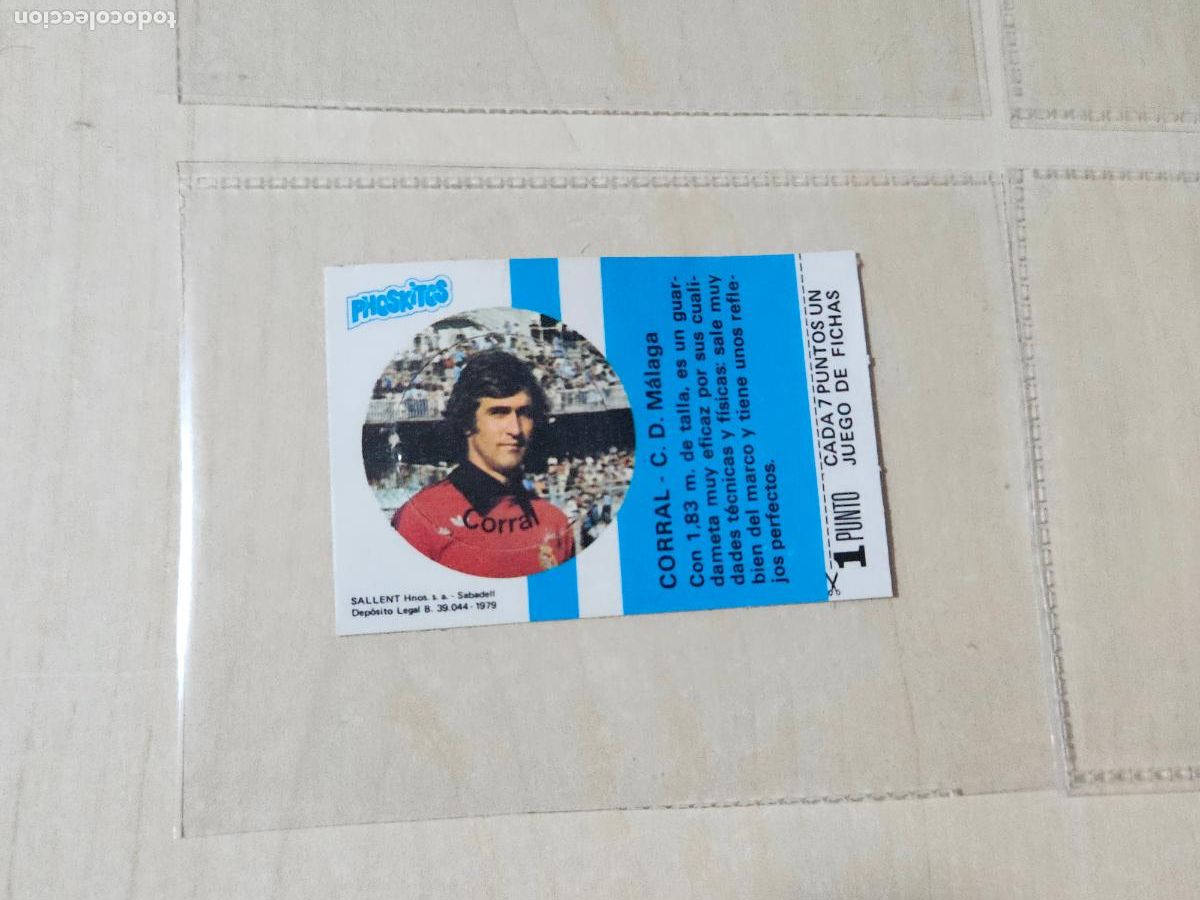 todocoleccion
PHOSKITOS
Corral
SALLENT Hnos. s. a. - Sabadell
Depósito Legal B. 39.044 - 1979
CORRAL - C. D. Málaga
Con 1,83 m. de talla, es un guar-
dameta muy eficaz por sus cuali-
dades técnicas y físicas: sale muy
bien del marco y tiene unos refle-
jos perfectos.
1 PUNTO
CADA 7 PUNTOS UN
JUEGO DE FICHAS